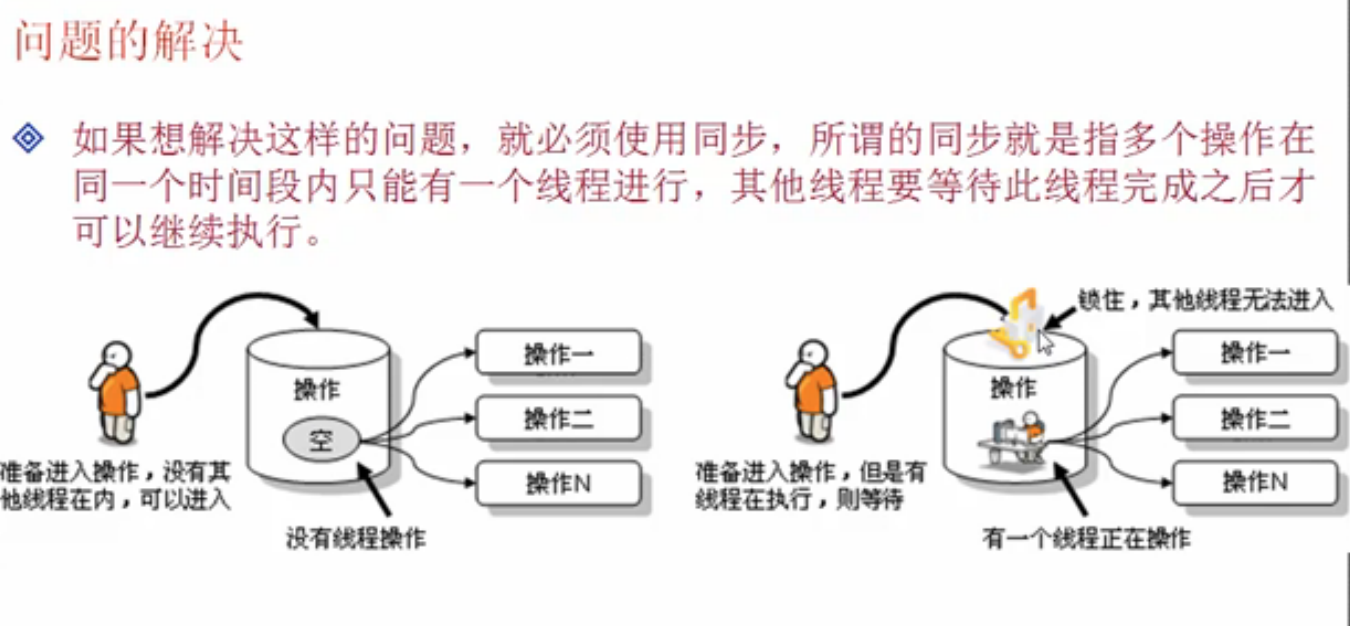 问题的解决
如果想解决这样的问题，就必须使用同步，所谓的同步就是指多个操作在
同一个时间段内只能有一个线程进行，其他线程要等待此线程完成之后才
可以继续执行。
操作
空
操作一
操作二
操作N
准备进入操作，没有其
他线程在内，可以进入
没有线程操作
锁住，其他线程无法进入
操作
操作一
操作二
操作N
准备进入操作，但是有
线程在执行，则等待
有一个线程正在操作